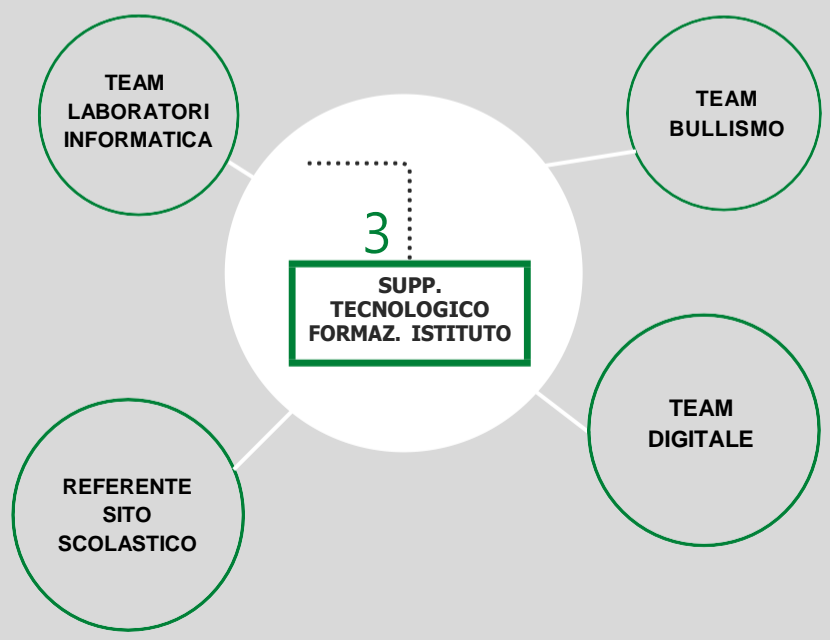 TEAM
LABORATORI
INFORMATICA
TEAM
BULLISMO
3
SUPP.
TECNOLOGICO
FORMAZ. ISTITUTO
TEAM
DIGITALE
REFERENTE
SITO
SCOLASTICO